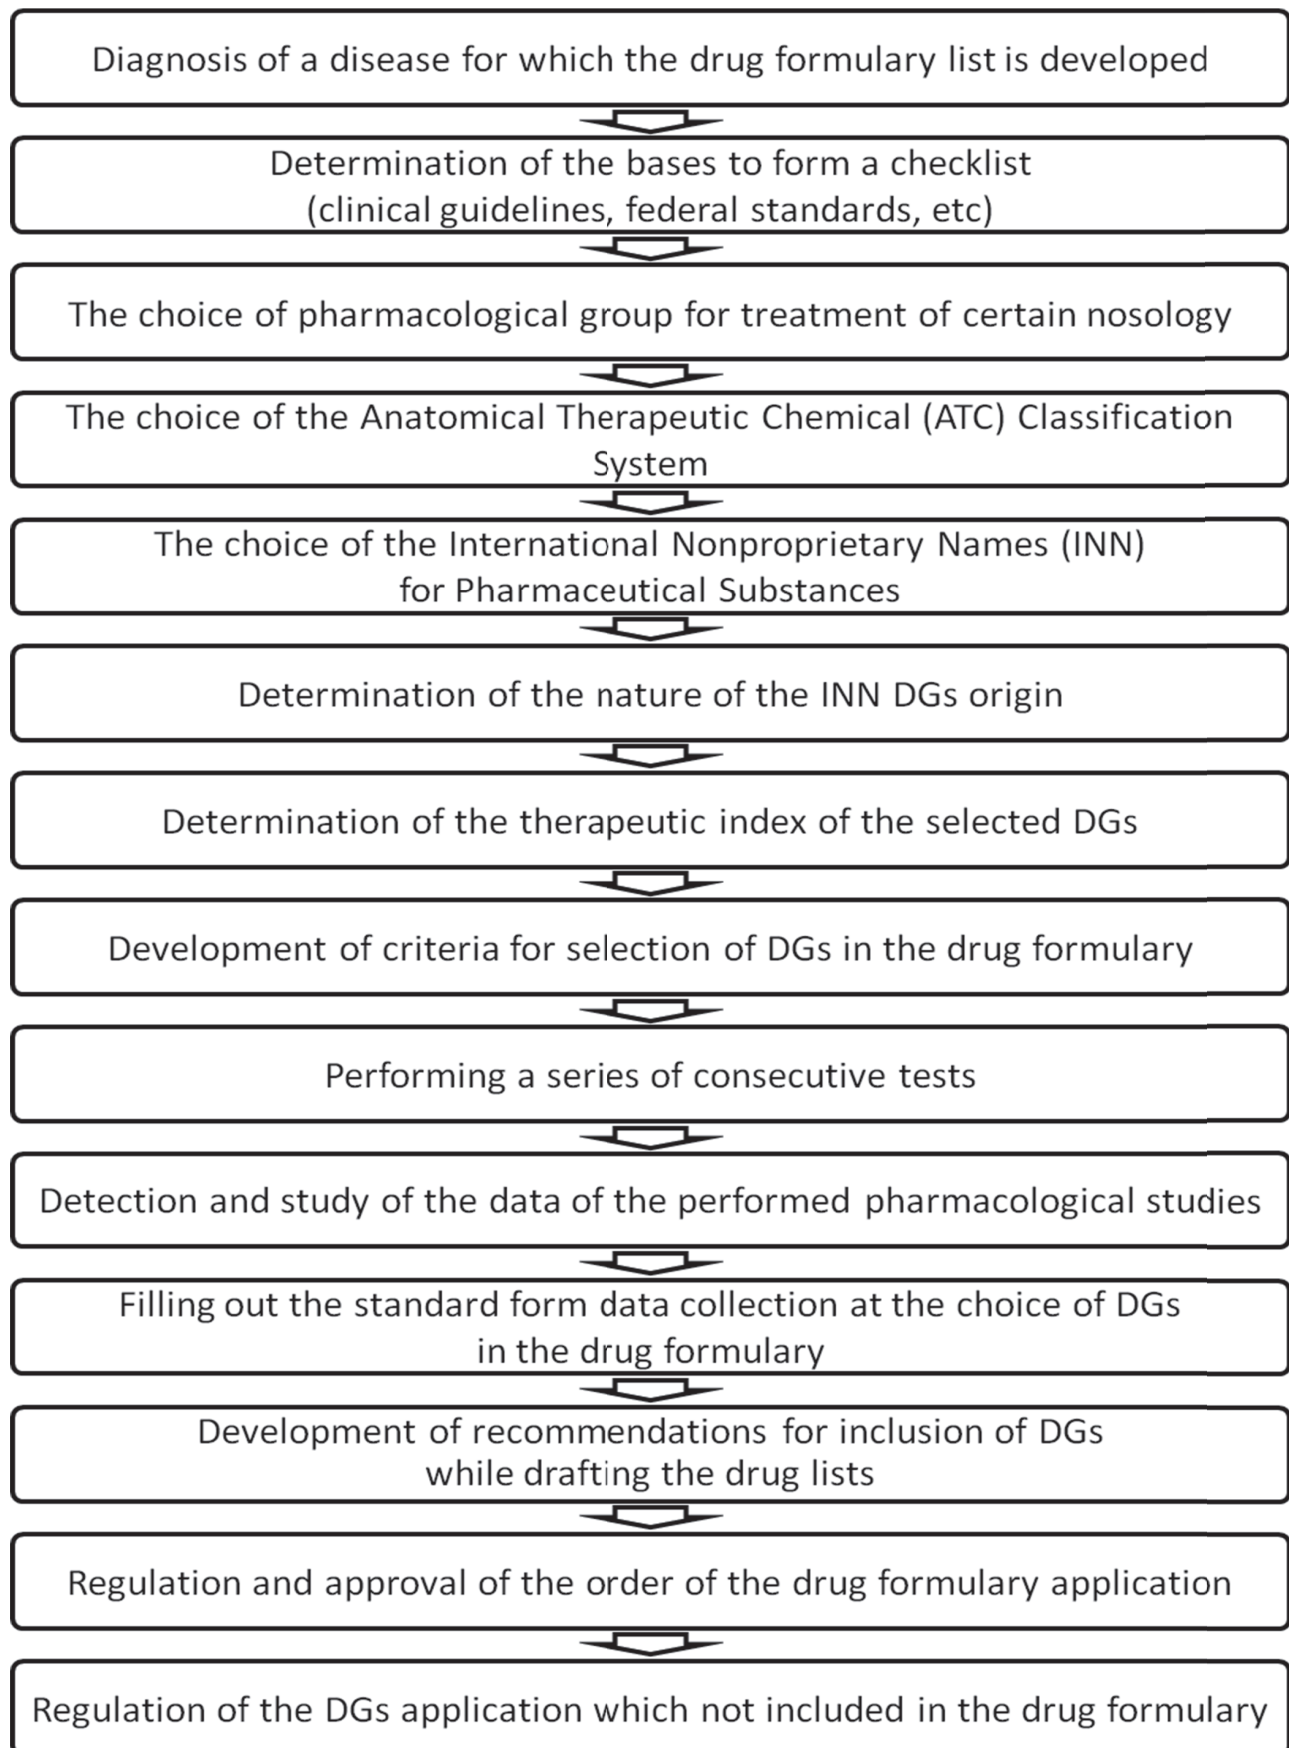 Diagnosis of a disease for which the drug formulary list is developed
Determination of the bases to form a checklist
(clinical guidelines, federal standards, etc)
The choice of pharmacological group for treatment of certain nosology
The choice of the Anatomical Therapeutic Chemical (ATC) Classification
System
The choice of the International Nonproprietary Names (INN)
for Pharmaceutical Substances
Determination of the nature of the INN DGs origin
Determination of the therapeutic index of the selected DGs
Development of criteria for selection of DGs in the drug formulary
Performing a series of consecutive tests
Detection and study of the data of the performed pharmacological studies
Filling out the standard form data collection at the choice of DGs
in the drug formulary
Development of recommendations for inclusion of DGs
while drafting the drug lists
Regulation and approval of the order of the drug formulary application
Regulation of the DGs application which not included in the drug formulary